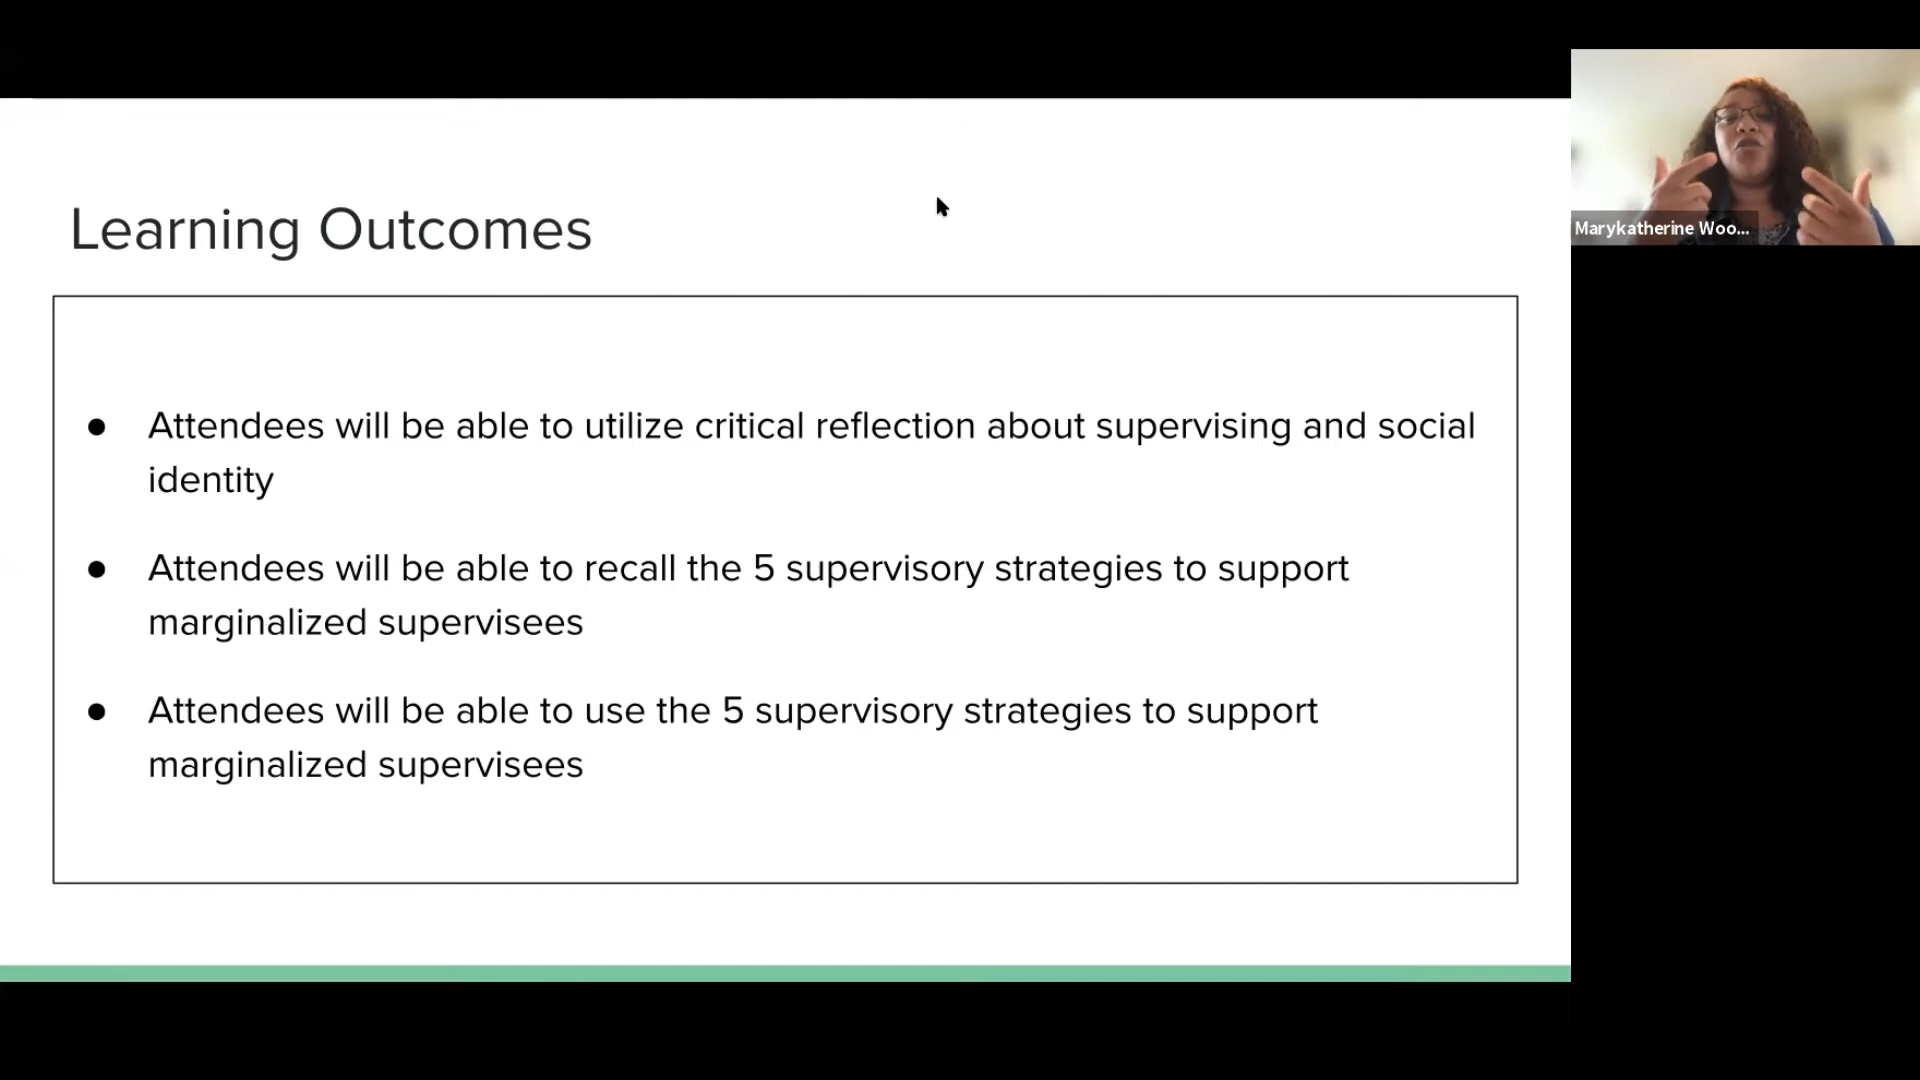 Learning Outcomes
● Attendees will be able to utilize critical reflection about supervising and social
identity
● Attendees will be able to recall the 5 supervisory strategies to support
marginalized supervisees
● Attendees will be able to use the 5 supervisory strategies to support
marginalized supervisees
Marykatherine Woo...